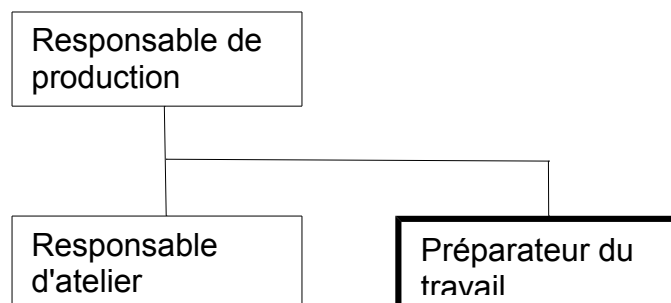 Responsable de
production
Responsable
d'atelier
Préparateur du
travail